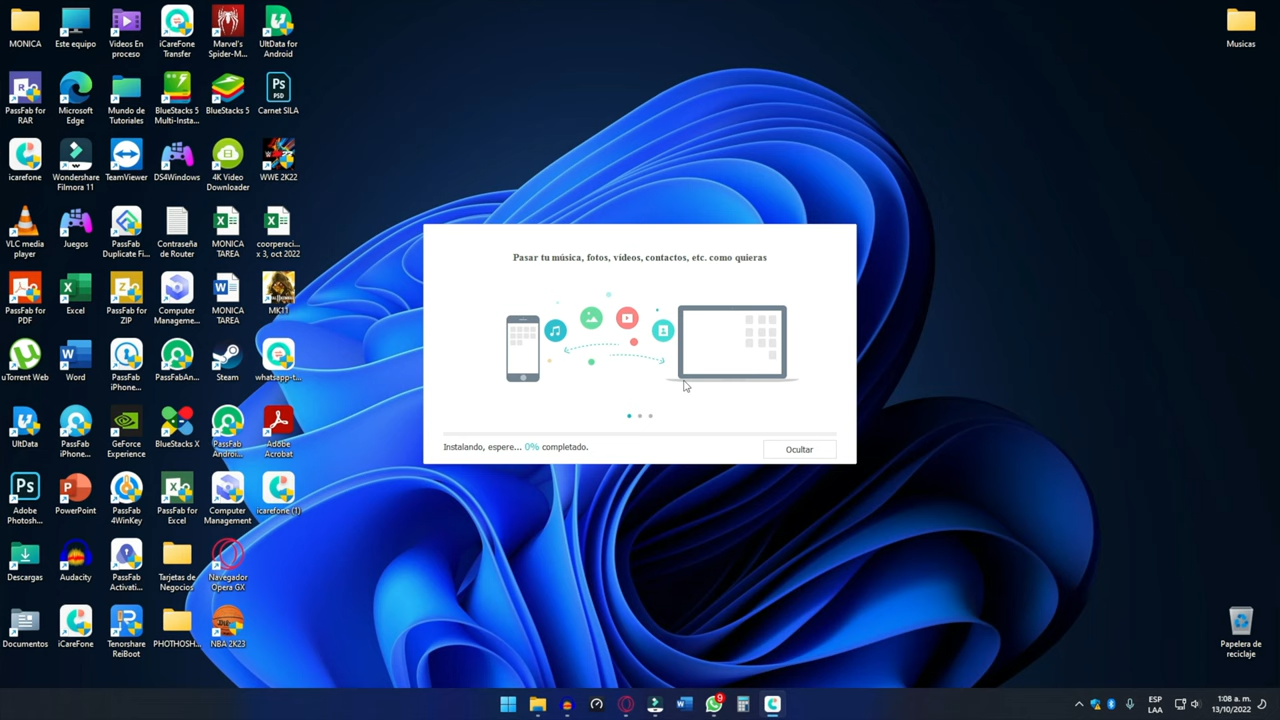 MONICA
Este equipo
Videos En
proceso
iCareFone
Transfer
Marvel's
Spider-M...
UltData for
Android
Musicas
PassFab for
RAR
Microsoft
Edge
Mundo de
Tutoriales
BlueStacks 5
Multi-Insta...
BlueStacks 5
Carnet SILA
icarefone
Wondershare
Filmora 11
TeamViewer
DS4Windows
4K Video
Downloader
WWE 2K22
VLC media
player
Juegos
PassFab
Duplicate Fi...
Contraseña
de Router
MONICA
TAREA
coorperaci...
x 3, oct 2022
PassFab for
PDF
Excel
PassFab for
ZIP
Computer
Manageme...
MONICA
TAREA
MK11
uTorrent Web
Word
PassFab
iPhone...
PassFabAn...
Steam
whatsapp-t...
UltData
PassFab
iPhone...
GeForce
Experience
BlueStacks X
PassFab
Androi...
Adobe
Acrobat
Adobe
Photosh...
PowerPoint
PassFab
4WinKey
PassFab for
Excel
Computer
Management
icarefone (1)
Descargas
Audacity
PassFab
Activati...
Tarjetas de
Negocios
Navegador
Opera GX
Documentos
iCareFone
Tenorshare
ReiBoot
PHOTHOSH...
NBA 2K23
Pasar tu música, fotos, vídeos, contactos, etc. como quieras
Instalando, espere... 0% completado.
Ocultar
Papelera de
reciclaje
9
ESP
LAA
1:08 a. m.
13/10/2022